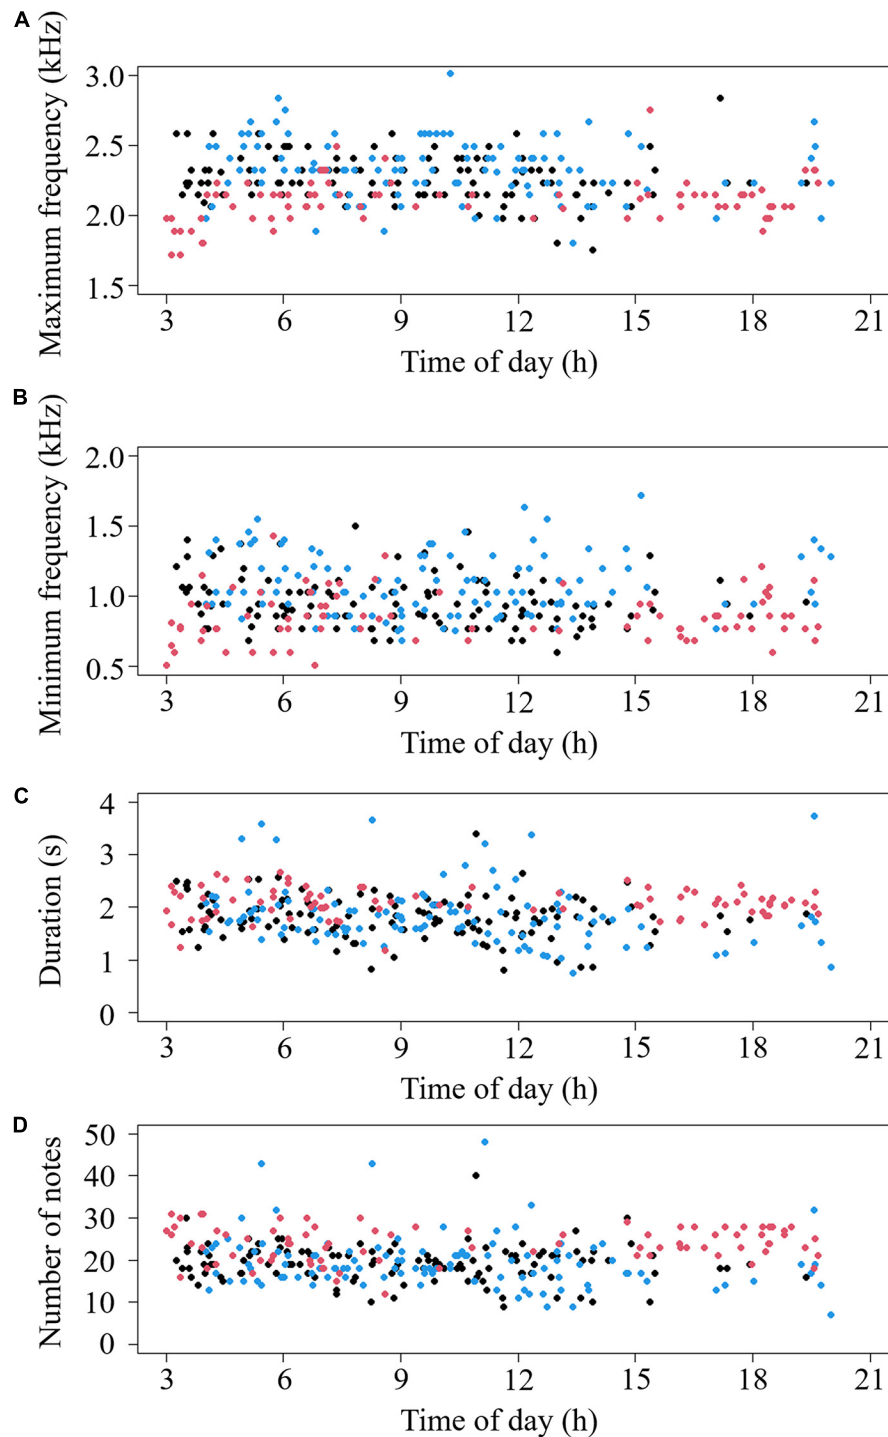 A
Maximum frequency (kHz)
3.0
2.5
2.0
1.5
3 6 9 12 15 18 21
Time of day (h)
B
Minimum frequency (kHz)
2.0
1.5
1.0
0.5
3 6 9 12 15 18 21
Time of day (h)
C
Duration (s)
4
3
2
1
0
3 6 9 12 15 18 21
Time of day (h)
D
Number of notes
50
40
30
20
10
0
3 6 9 12 15 18 21
Time of day (h)